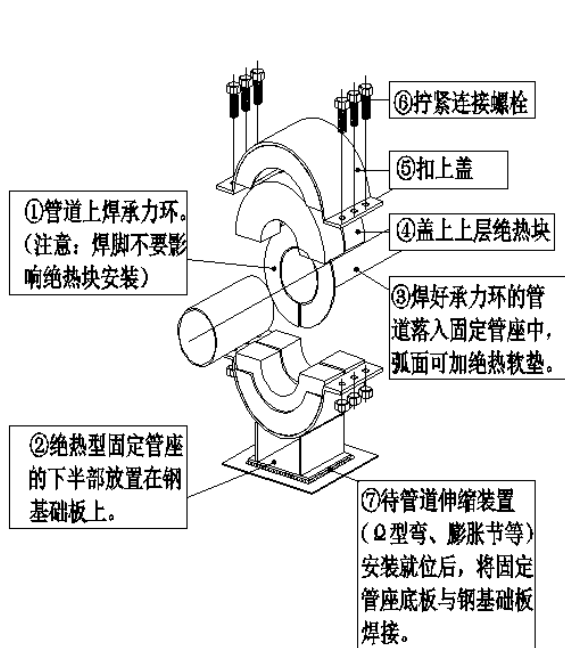 ①管道上焊承力环。
(注意：焊脚不要影
响绝热块安装)
②绝热型固定管座
的下半部放置在钢
基础板上。
③焊好承力环的管
道落入固定管座中，
弧面可加绝热软垫。
④盖上上层绝热块
⑤扣上盖
⑥拧紧连接螺栓
⑦待管道伸缩装置
(Ω型弯、膨胀节等)
安装就位后，将固定
管座底板与钢基础板
焊接。